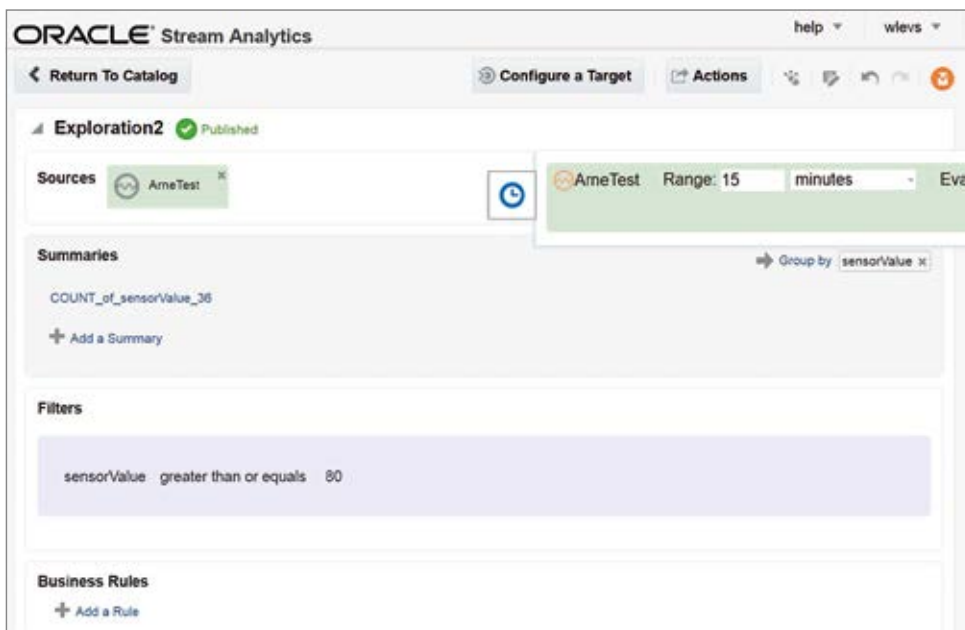 ORACLE Stream Analytics help wlevs
Return To Catalog Configure a Target Actions
Exploration2 Published
Sources ArneTest ArneTest Range: 15 minutes Eva
Summaries Group by sensorValue x
COUNT_of_sensorValue_36
Add a Summary
Filters
sensorValue greater than or equals 80
Business Rules
Add a Rule